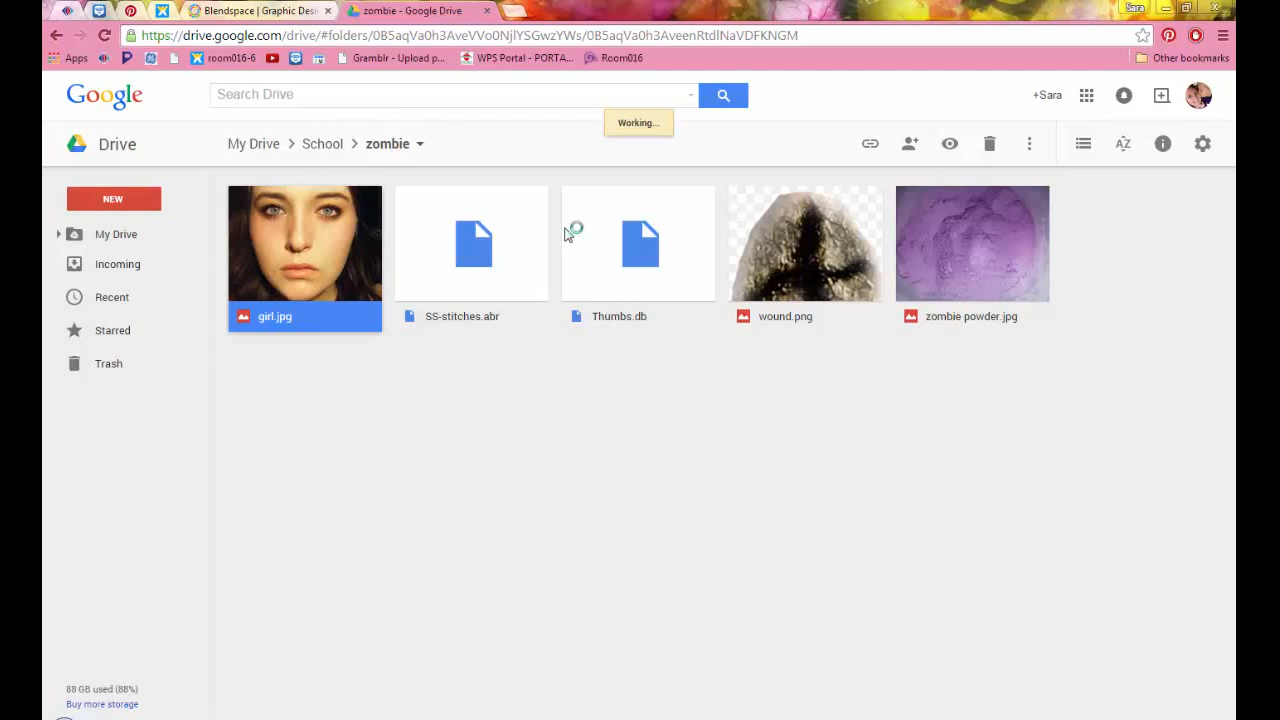 Blendspace | Graphic Desi
zombie - Google Drive
Sara
https://drive.google.com/drive/#folders/0B5aqVa0h3AveVVo0NjlYSGwzYWs/0B5aqVa0h3AveenRtdlNaVDFKNGM
Apps
room016-6
Gramblr - Upload p...
WPS Portal - PORTA...
Room016
Other bookmarks
Google
Search Drive
+Sara
Working...
Drive
My Drive
School
zombie
NEW
My Drive
Incoming
Recent
Starred
Trash
girl.jpg
SS-stitches.abr
Thumbs.db
wound.png
zombie powder.jpg
88 GB used (88%)
Buy more storage